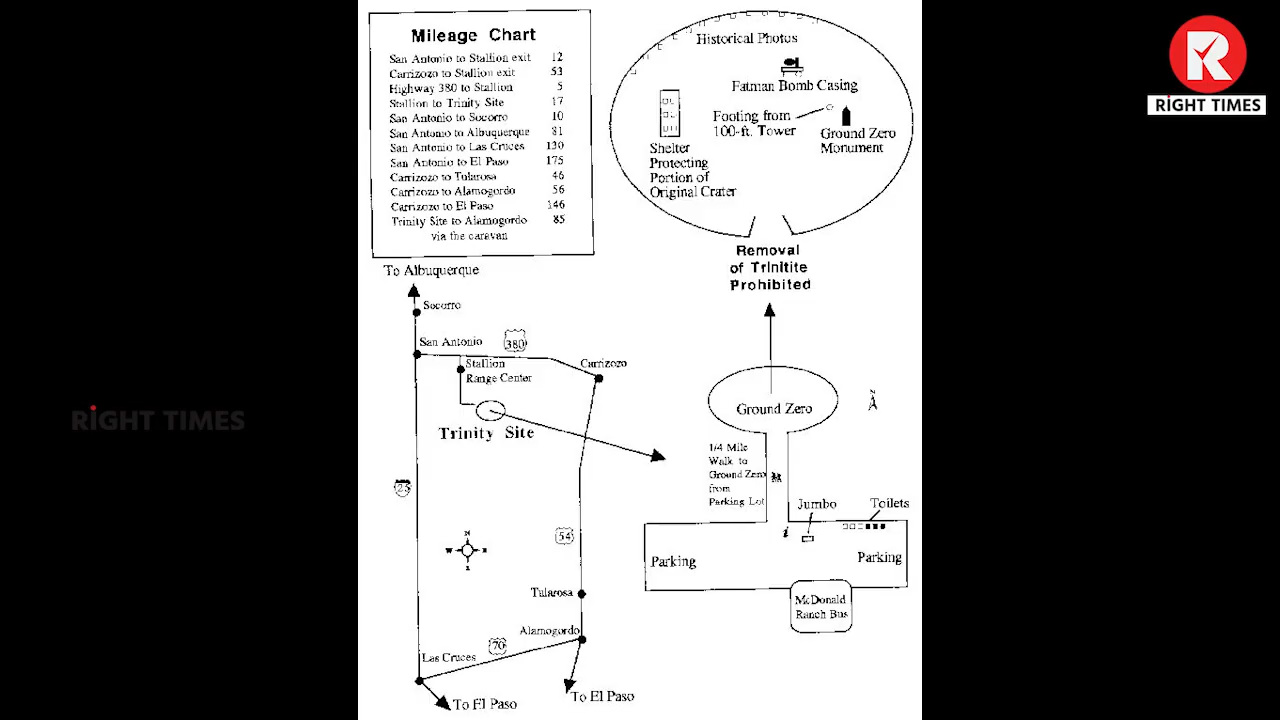 Mileage Chart
San Antonio to Stallion exit 12
Carrizozo to Stallion exit 53
Highway 380 to Stallion 5
Stallion to Trinity Site 17
San Antonio to Socorro 10
San Antonio to Albuquerque 81
San Antonio to Las Cruces 130
San Antonio to El Paso 175
Carrizozo to Tularosa 46
Carrizozo to Alamogordo 56
Carrizozo to El Paso 146
Trinity Site to Alamogordo 85
via the caravan
Historical Photos
Fatman Bomb Casing
Footing from
100-ft. Tower
Ground Zero
Monument
Shelter
Protecting
Portion of
Original Crater
Removal
of Trinitite
Prohibited
R
RiGHT TIMES
To Albuquerque
Socorro
San Antonio
380
Stallion
Range Center
Carrizozo
Trinity Site
RiGHT TIMES
25
N
W E
S
54
Tularosa
Alamogordo
70
Las Cruces
To El Paso
To El Paso
Ground Zero
N
1/4 Mile
Walk to
Ground Zero
from
Parking Lot
Jumbo
Toilets
i
Parking
Parking
McDonald
Ranch Bus